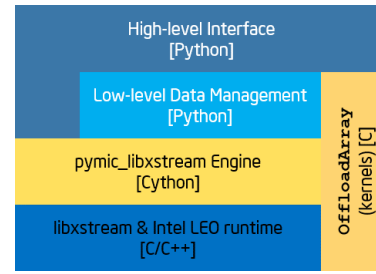 High-level Interface
[Python]
Low-level Data Management
[Python]
pymic_libxstream Engine
[Cython]
libxstream & Intel LEO runtime
[C/C++]
OffloadArray
(kernels) [C]